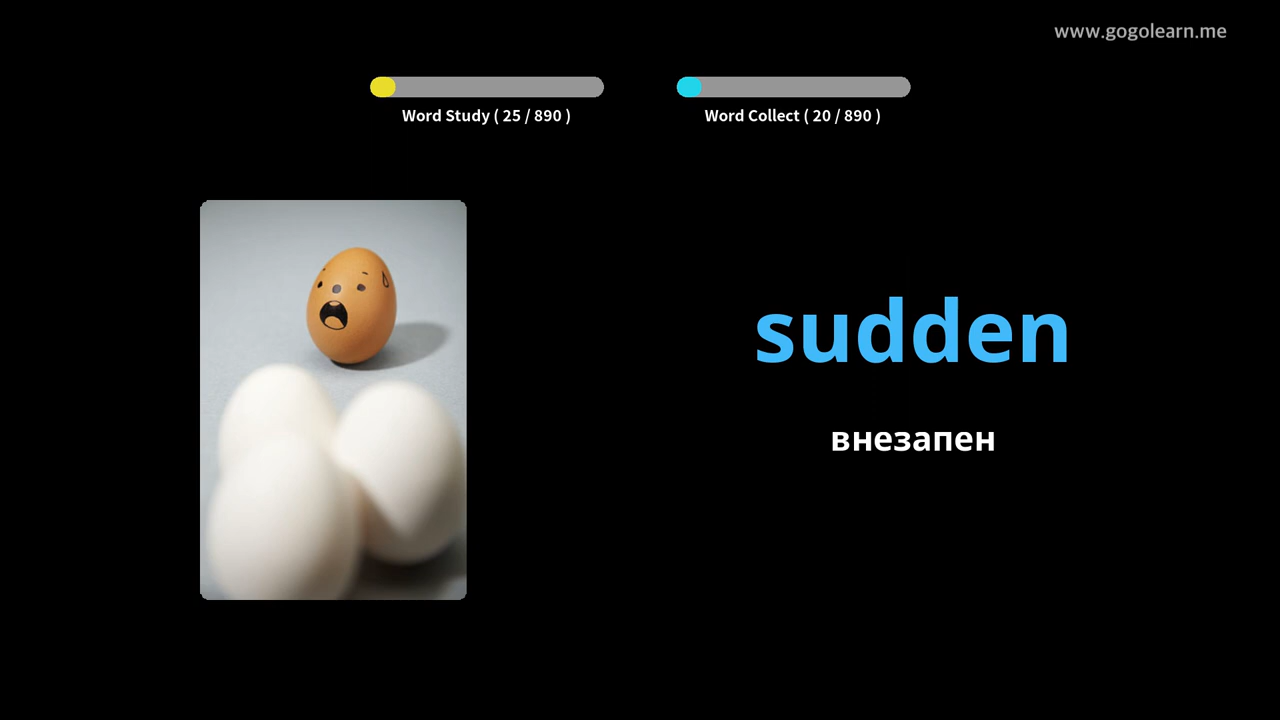 www.gogolearn.me
Word Study ( 25 / 890 )
Word Collect ( 20 / 890 )
sudden
внезапен